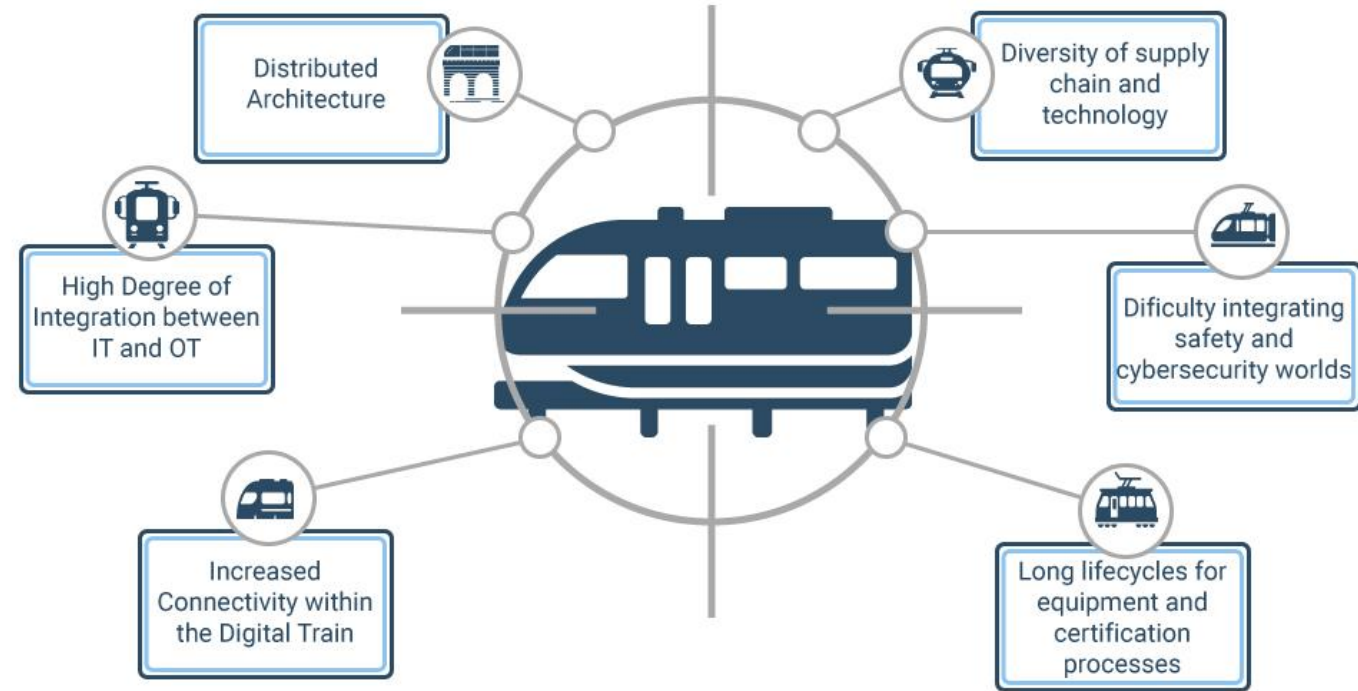 Distributed
Architecture
Diversity of supply
chain and
technology
High Degree of
Integration between
IT and OT
Dificulty integrating
safety and
cybersecurity worlds
Increased
Connectivity within
the Digital Train
Long lifecycles for
equipment and
certification
processes